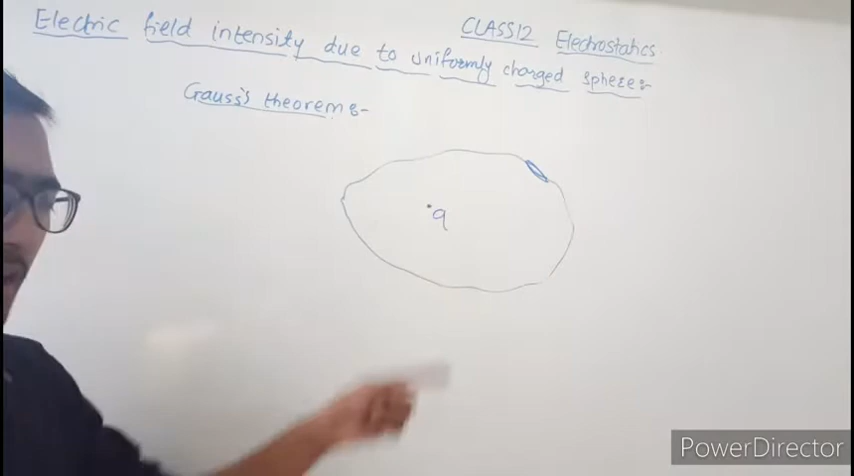 CLASS12 Electrostatics
Electric field intensity due to uniformly charged sphere:-
Gauss's theorem:-
q
PowerDirector